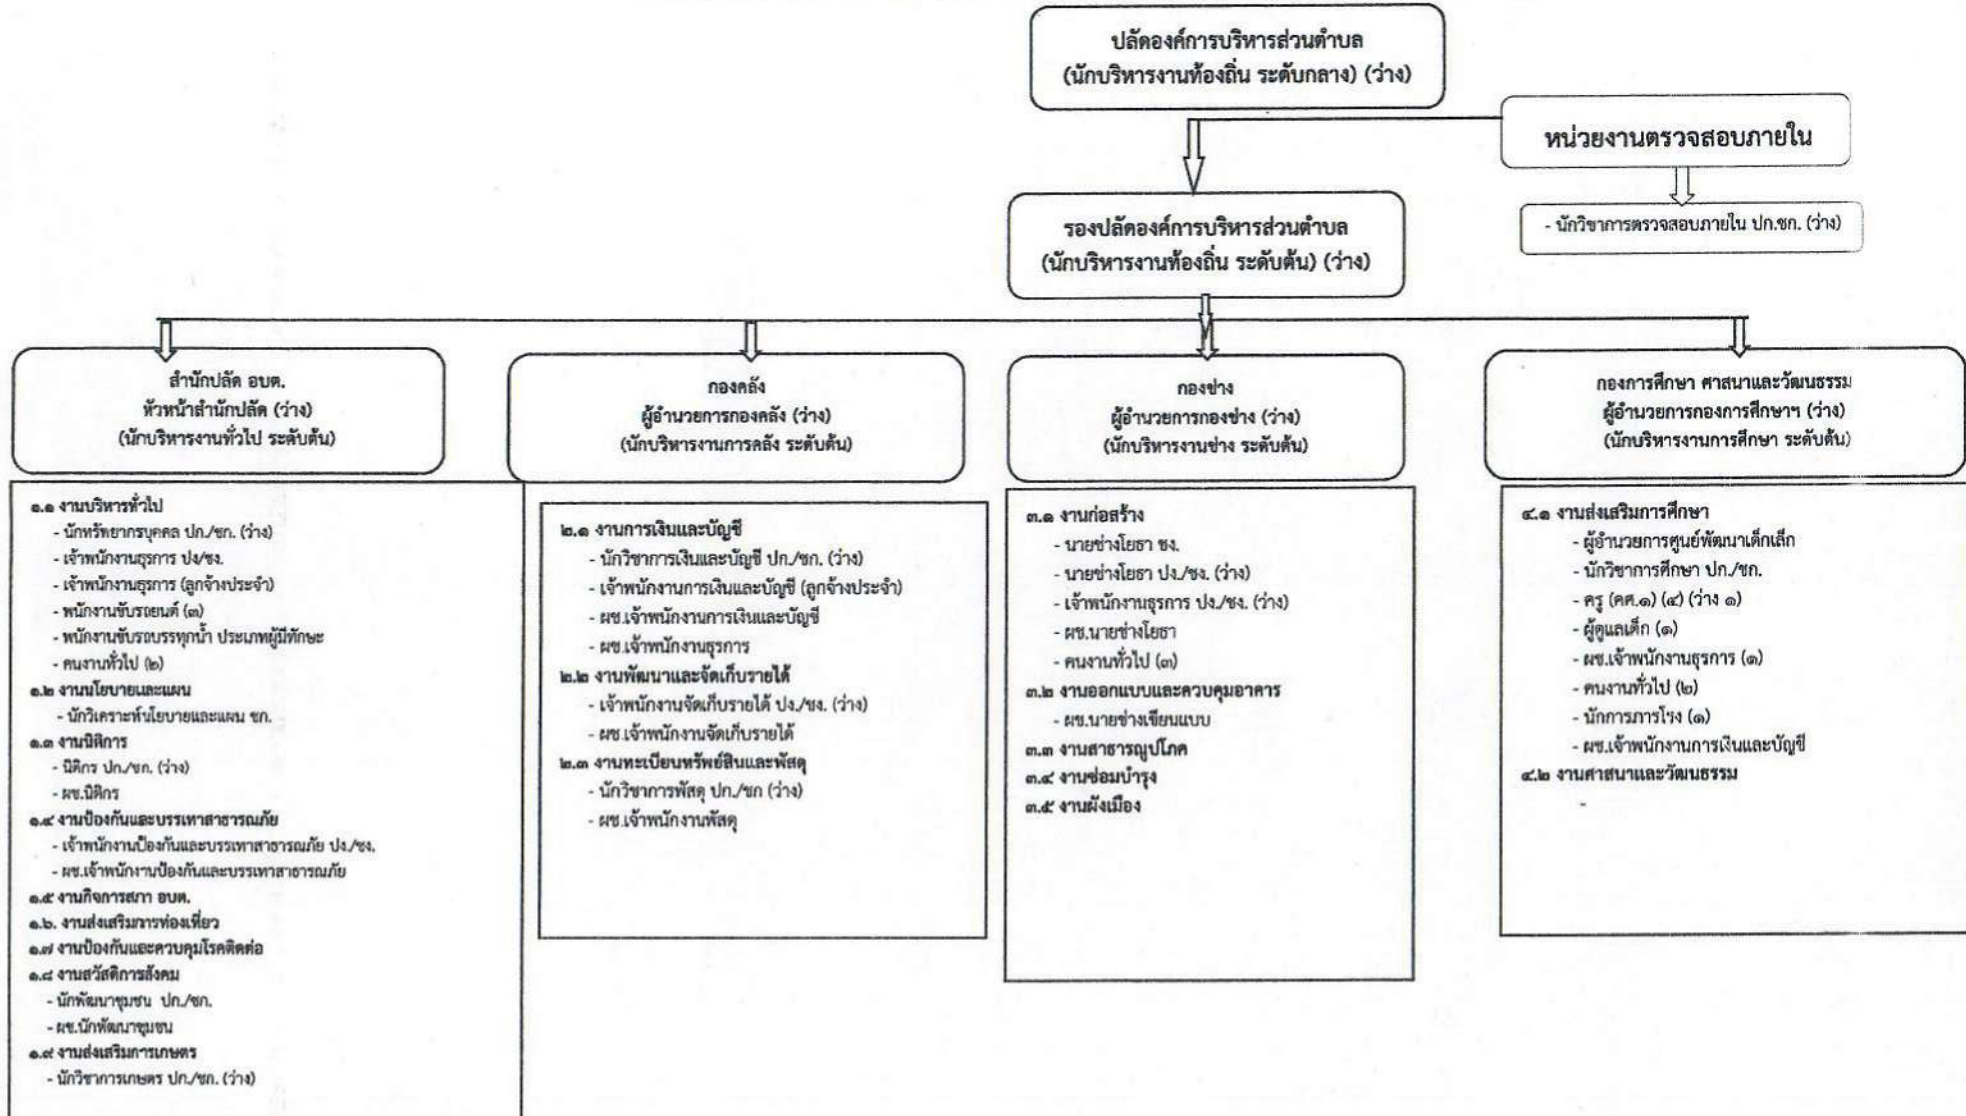 ปลัดองค์การบริหารส่วนตำบล
(นักบริหารงานท้องถิ่น ระดับกลาง) (ว่าง)
หน่วยงานตรวจสอบภายใน
- นักวิชาการตรวจสอบภายใน ปก.ชก. (ว่าง)
รองปลัดองค์การบริหารส่วนตำบล
(นักบริหารงานท้องถิ่น ระดับต้น) (ว่าง)
สำนักปลัด อบต.
หัวหน้าสำนักปลัด (ว่าง)
(นักบริหารงานทั่วไป ระดับต้น)
๑.๑ งานบริหารทั่วไป
- นักทรัพยากรบุคคล ปก./ชก. (ว่าง)
- เจ้าพนักงานธุรการ ปง/ชง.
- เจ้าพนักงานธุรการ (ลูกจ้างประจำ)
- พนักงานขับรถยนต์ (๓)
- พนักงานขับรถบรรทุกน้ำ ประเภทผู้มีทักษะ
- คนงานทั่วไป (๒)
๑.๒ งานนโยบายและแผน
- นักวิเคราะห์นโยบายและแผน ชก.
๑.๓ งานนิติการ
- นิติกร ปก./ชก. (ว่าง)
- ผช.นิติกร
๑.๔ งานป้องกันและบรรเทาสาธารณภัย
- เจ้าพนักงานป้องกันและบรรเทาสาธารณภัย ปง./ชง.
- ผช.เจ้าพนักงานป้องกันและบรรเทาสาธารณภัย
๑.๕ งานกิจการสภา อบต.
๑.๖. งานส่งเสริมการท่องเที่ยว
๑.๗ งานป้องกันและควบคุมโรคติดต่อ
๑.๘ งานสวัสดิการสังคม
- นักพัฒนาชุมชน ปก./ชก.
- ผช.นักพัฒนาชุมชน
๑.๙ งานส่งเสริมการเกษตร
- นักวิชาการเกษตร ปก./ชก. (ว่าง)
กองคลัง
ผู้อำนวยการกองคลัง (ว่าง)
(นักบริหารงานการคลัง ระดับต้น)
๒.๑ งานการเงินและบัญชี
- นักวิชาการเงินและบัญชี ปก./ชก. (ว่าง)
- เจ้าพนักงานการเงินและบัญชี (ลูกจ้างประจำ)
- ผช.เจ้าพนักงานการเงินและบัญชี
- ผช.เจ้าพนักงานธุรการ
๒.๒ งานพัฒนาและจัดเก็บรายได้
- เจ้าพนักงานจัดเก็บรายได้ ปง./ชง. (ว่าง)
- ผช.เจ้าพนักงานจัดเก็บรายได้
๒.๓ งานทะเบียนทรัพย์สินและพัสดุ
- นักวิชาการพัสดุ ปก./ชก (ว่าง)
- ผช.เจ้าพนักงานพัสดุ
กองช่าง
ผู้อำนวยการกองช่าง (ว่าง)
(นักบริหารงานช่าง ระดับต้น)
๓.๑ งานก่อสร้าง
- นายช่างโยธา ชง.
- นายช่างโยธา ปง./ชง. (ว่าง)
- เจ้าพนักงานธุรการ ปง./ชง. (ว่าง)
- ผช.นายช่างโยธา
- คนงานทั่วไป (๓)
๓.๒ งานออกแบบและควบคุมอาคาร
- ผช.นายช่างเขียนแบบ
๓.๓ งานสาธารณูปโภค
๓.๔ งานซ่อมบำรุง
๓.๕ งานผังเมือง
กองการศึกษา ศาสนาและวัฒนธรรม
ผู้อำนวยการกองการศึกษาฯ (ว่าง)
(นักบริหารงานการศึกษา ระดับต้น)
๔.๑ งานส่งเสริมการศึกษา
- ผู้อำนวยการศูนย์พัฒนาเด็กเล็ก
- นักวิชาการศึกษา ปก./ชก.
- ครู (คศ.๑) (๔) (ว่าง ๑)
- ผู้ดูแลเด็ก (๑)
- ผช.เจ้าพนักงานธุรการ (๑)
- คนงานทั่วไป (๒)
- นักการภารโรง (๑)
- ผช.เจ้าพนักงานการเงินและบัญชี
๔.๒ งานศาสนาและวัฒนธรรม
-